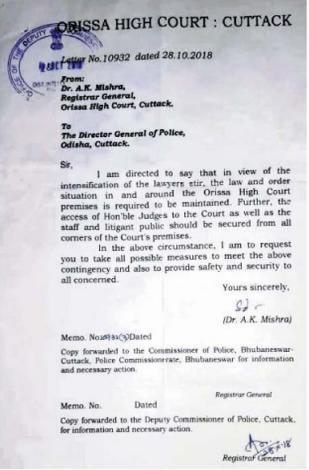 ORISSA HIGH COURT : CUTTACK
Letter No.10932 dated 28.10.2018
OFFICE OF THE DEPUTY
From:
Dr. A.K. Mishra,
Registrar General,
Orissa High Court, Cuttack.
To
The Director General of Police,
Odisha, Cuttack.
Sir,
I am directed to say that in view of the
intensification of the lawyers stir, the law and order
situation in and around the Orissa High Court
premises is required to be maintained. Further, the
access of Hon'ble Judges to the Court as well as the
staff and litigant public should be secured from all
corners of the Court's premises.
In the above circumstance, I am to request
you to take all possible measures to meet the above
contingency and also to provide safety and security to
all concerned.
Yours sincerely,
Sd -
(Dr. A.K. Mishra)
Memo. No Dated
Copy forwarded to the Commissioner of Police, Bhubaneswar-
Cuttack, Police Commissionerate, Bhubaneswar for information
and necessary action.
Registrar General
Memo. No. Dated
Copy forwarded to the Deputy Commissioner of Police, Cuttack,
for information and necessary action.
Registrar General